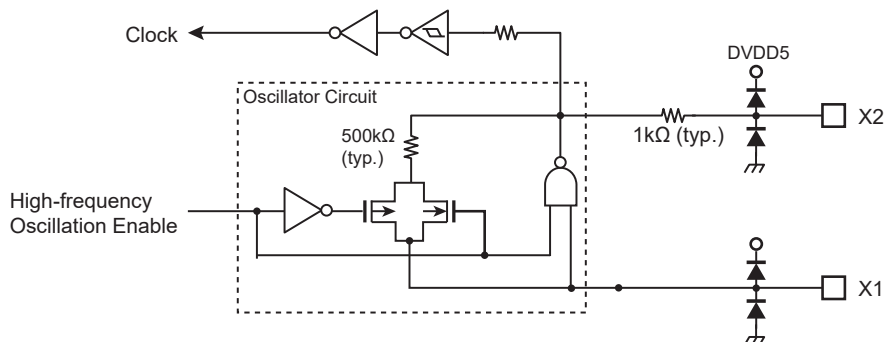 Clock
DVDD5
Oscillator Circuit
X2
500kΩ
(typ.)
1kΩ (typ.)
High-frequency
Oscillation Enable
X1